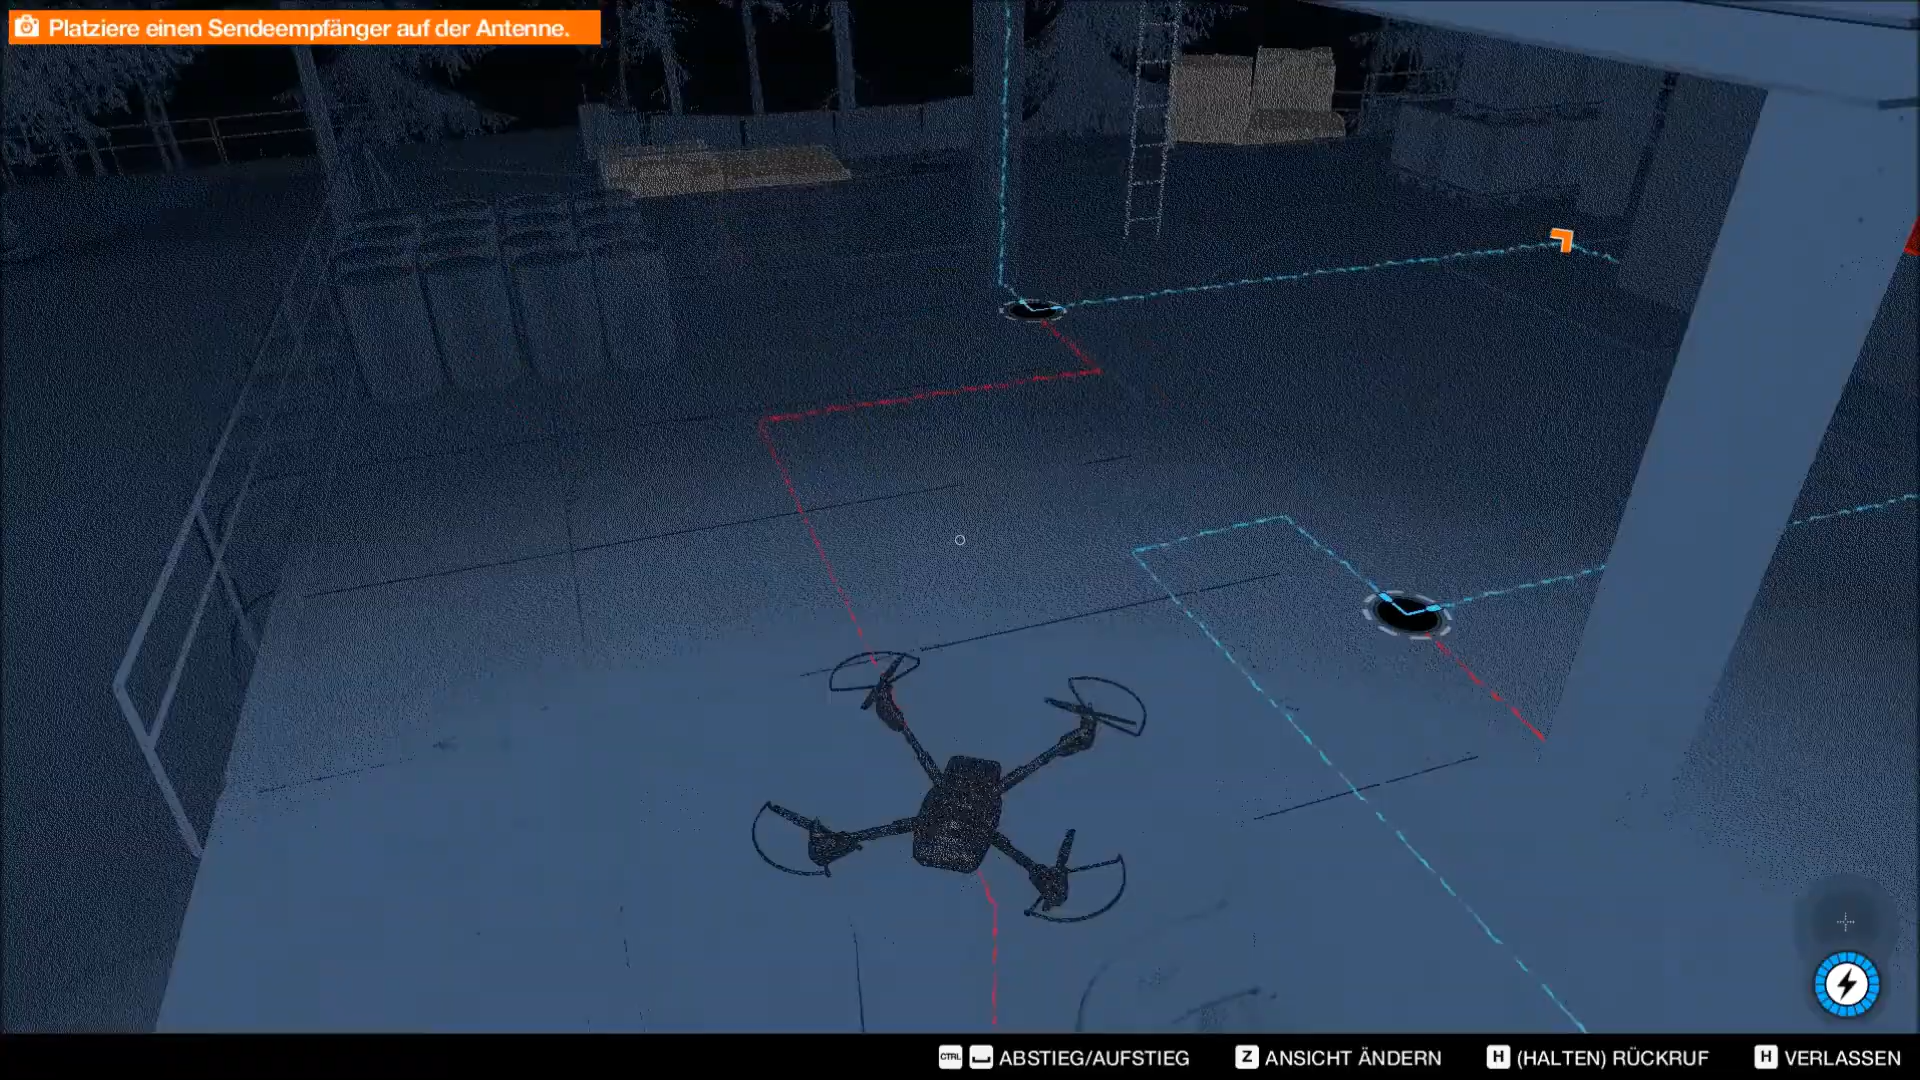 Platziere einen Sendeempfänger auf der Antenne.
CTRL ABSTIEG/AUFSTIEG Z ANSICHT ÄNDERN H (HALTEN) RÜCKRUF H VERLASSEN